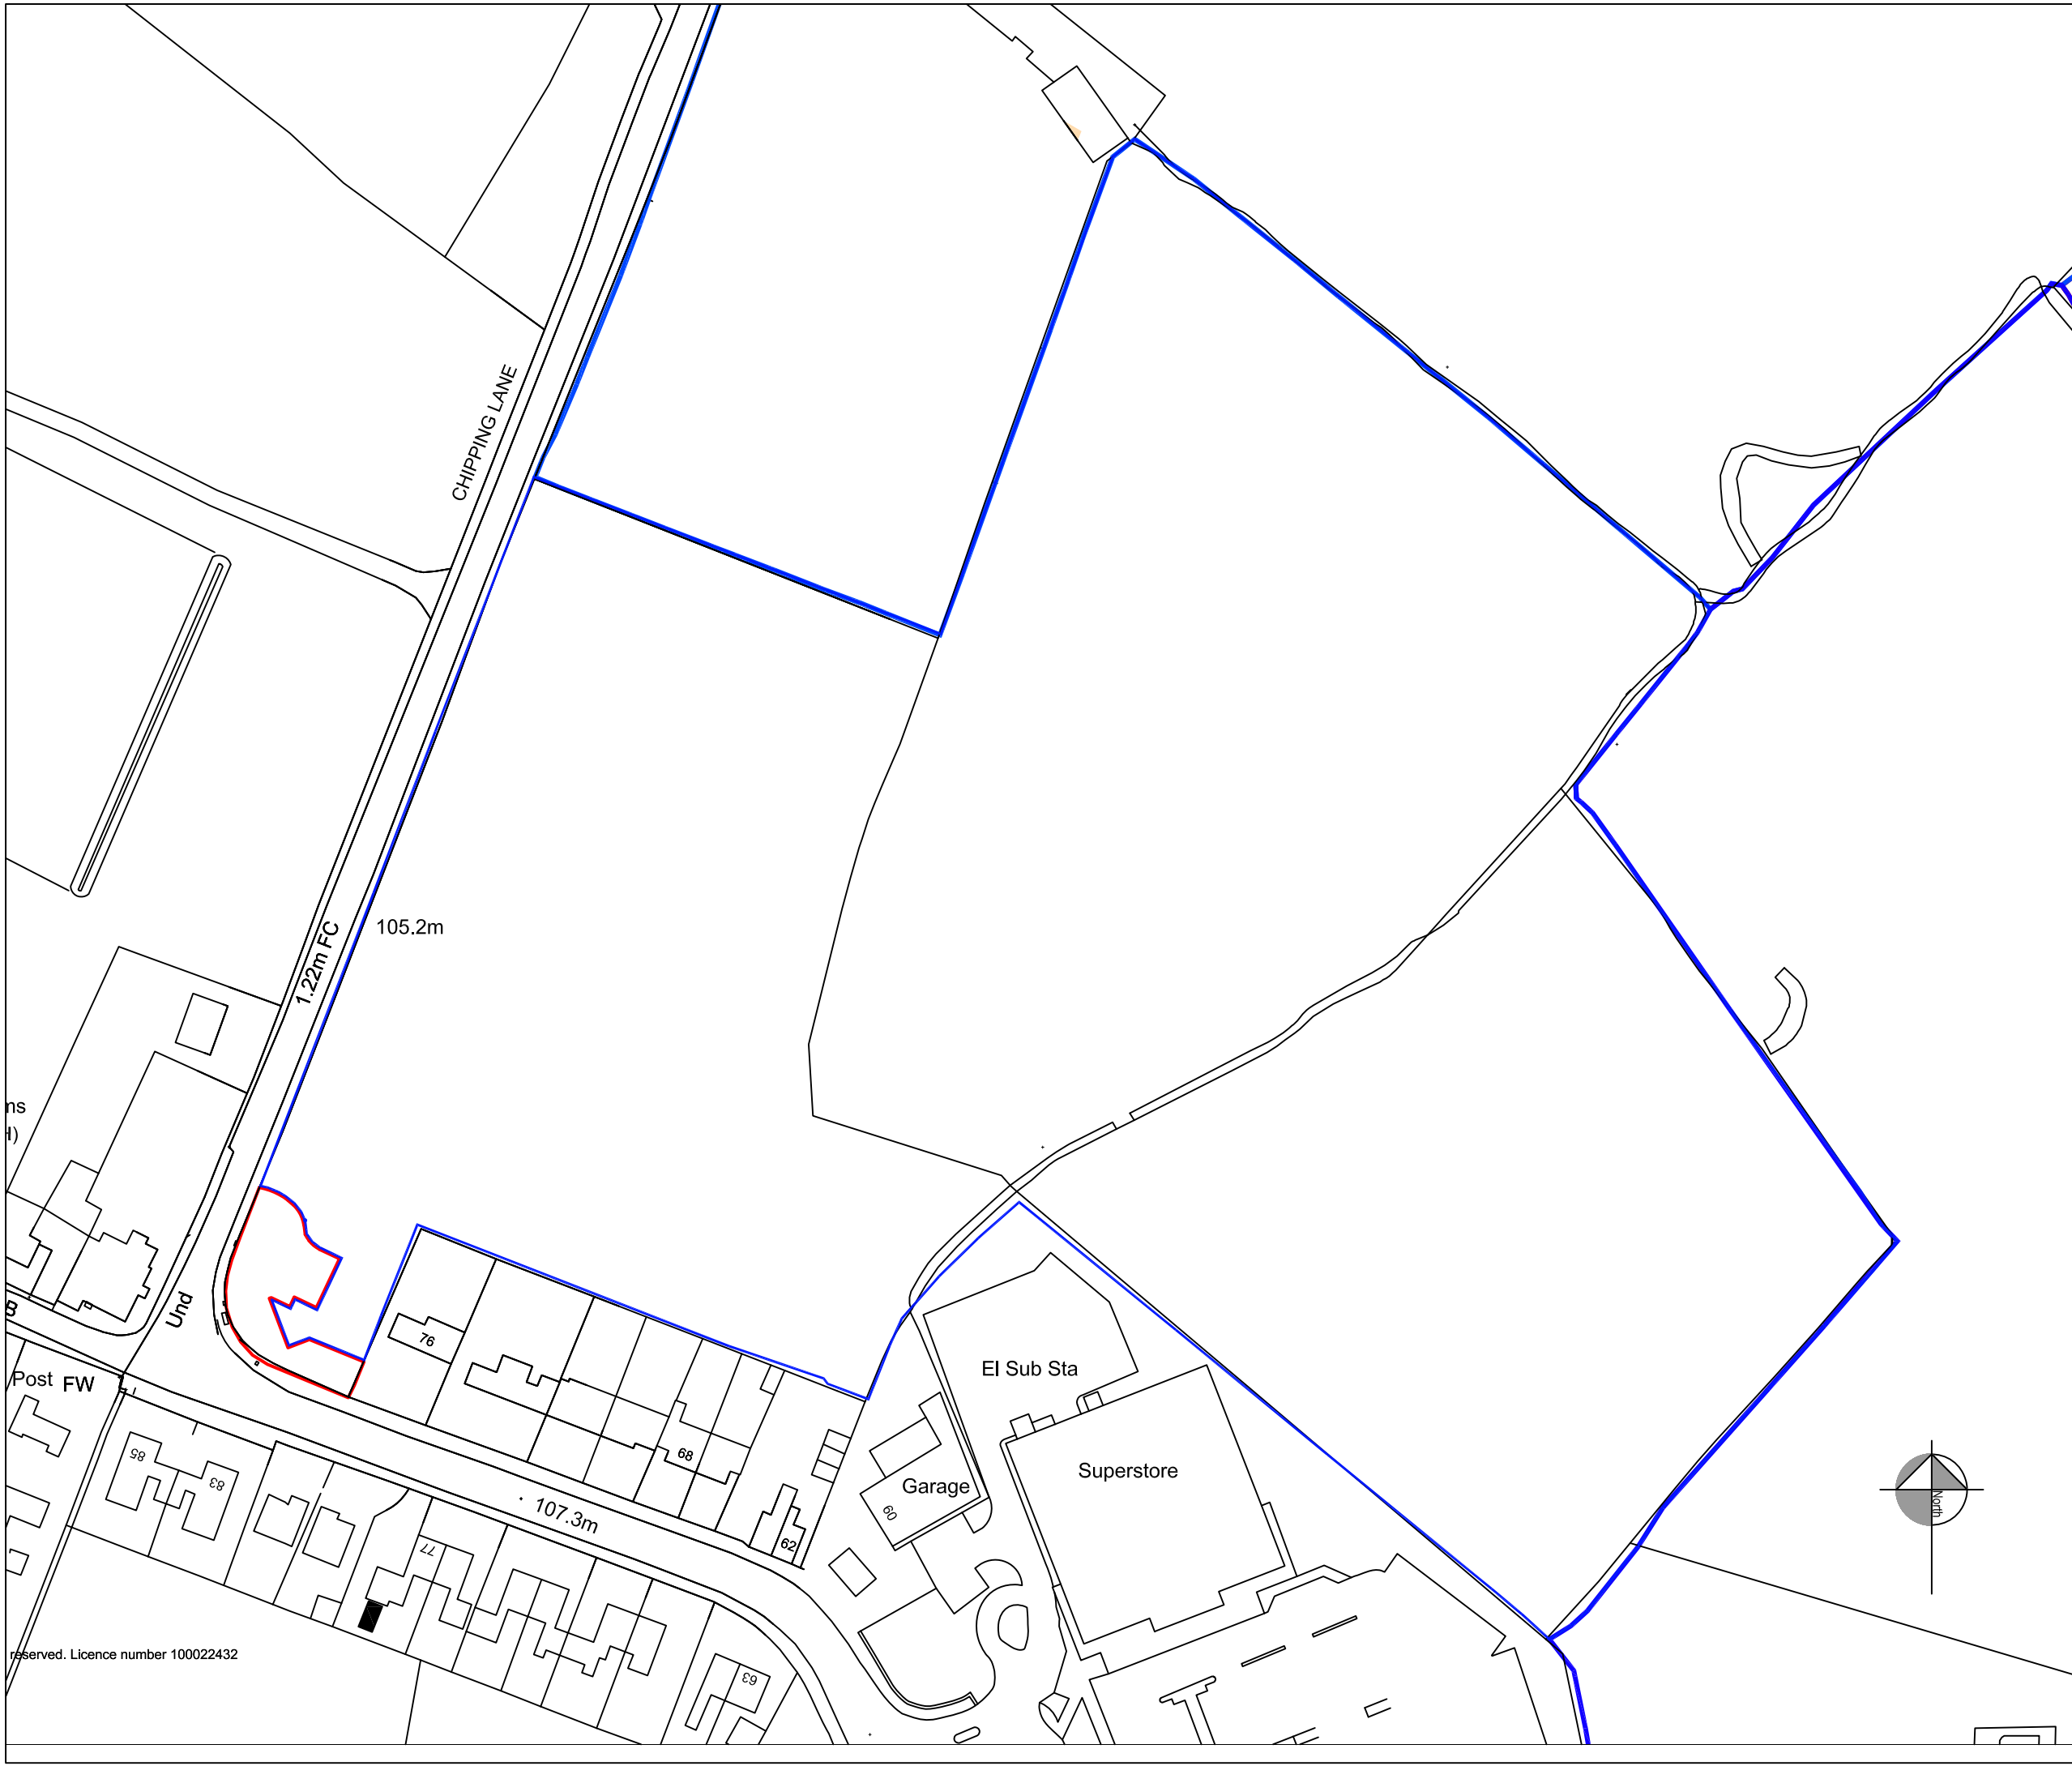 CHIPPING LANE
105.2m
1.22m FC
ns
Und
76
B
El Sub Sta
Post FW
68
Superstore
85
83
Garage
60
North
107.3m
62
77
reserved. Licence number 100022432
63